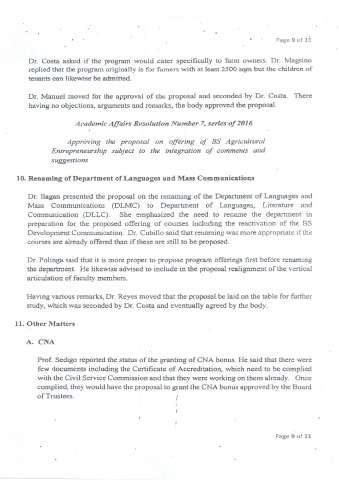 Page 9 of 11
Dr. Costa asked if the program would cater specifically to farm owners. Dr. Magsino
replied that the program originally is for famers with at least 2500 sqm but the children of
tenants can likewise be admitted.
Dr. Manuel moved for the approval of the proposal and seconded by Dr. Costa. There
having no objections, arguments and remarks, the body approved the proposal.
Academic Affairs Resolution Number 7, series of 2016
Approving the proposal on offering of BS Agricultural
Entrepreneurship subject to the integration of comments and
suggestions
10. Renaming of Department of Languages and Mass Communications
Dr. Ilagan presented the proposal on the renaming of the Department of Languages and
Mass Communications (DLMC) to Department of Languages, Literature and
Communication (DLLC). She emphasized the need to rename the department in
preparation for the proposed offering of courses including the reactivation of the BS
Development Communication. Dr. Cubillo said that renaming was more appropriate if the
courses are already offered than if these are still to be proposed.
Dr. Polinga said that it is more proper to propose program offerings first before renaming
the department. He likewise advised to include in the proposal realignment of the vertical
articulation of faculty members.
Having various remarks, Dr. Reyes moved that the proposal be laid on the table for further
study, which was seconded by Dr. Costa and eventually agreed by the body.
11. Other Matters
A. CNA
Prof. Sedigo reported the status of the granting of CNA bonus. He said that there were
few documents including the Certificate of Accreditation, which need to be complied
with the Civil Service Commission and that they were working on them already. Once
complied, they would have the proposal to grant the CNA bonus approved by the Board
of Trustees.
Page 9 of 11